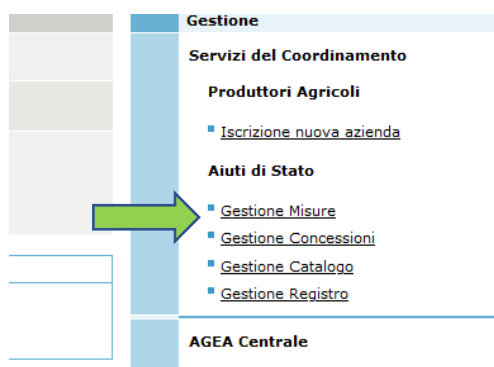 Gestione
Servizi del Coordinamento
Produttori Agricoli
Iscrizione nuova azienda
Aiuti di Stato
Gestione Misure
Gestione Concessioni
Gestione Catalogo
Gestione Registro
AGEA Centrale